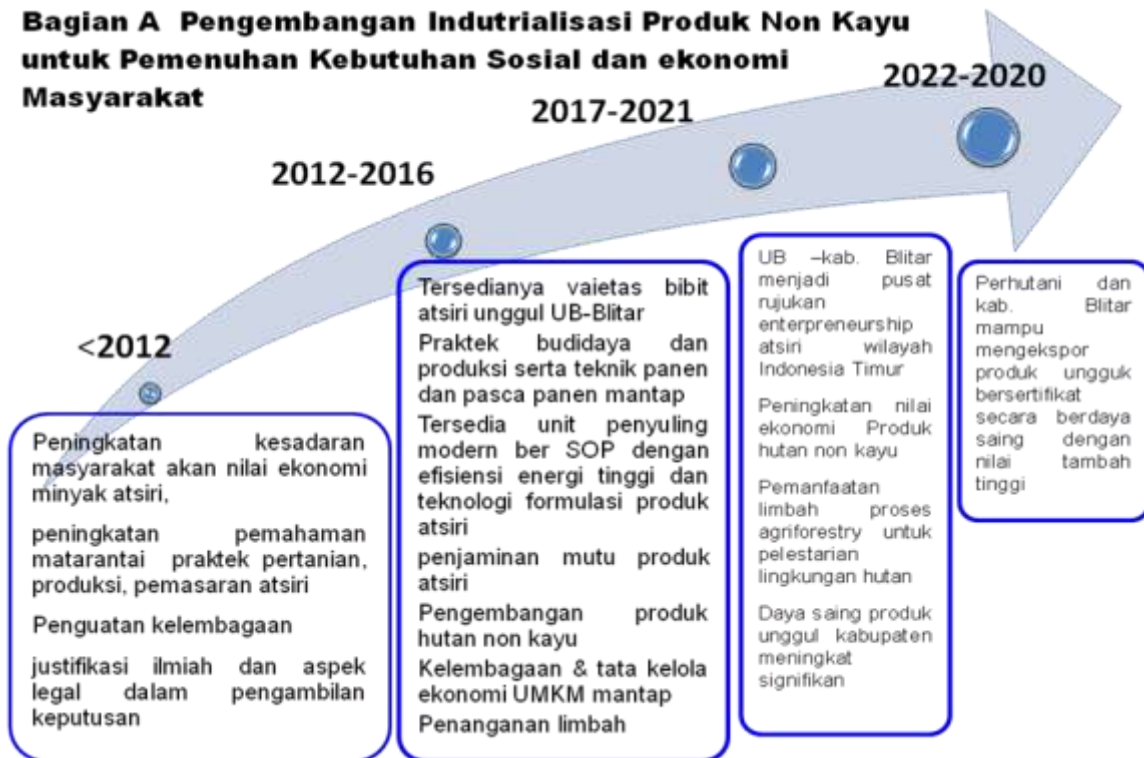 Bagian A  Pengembangan Indutrialisasi Produk Non Kayu
untuk Pemenuhan Kebutuhan Sosial dan ekonomi
Masyarakat
<2012
Peningkatan kesadaran
masyarakat akan nilai ekonomi
minyak atsiri,
peningkatan pemahaman
matarantai praktek pertanian,
produksi, pemasaran atsiri
Penguatan kelembagaan
justifikasi ilmiah dan aspek
legal dalam pengambilan
keputusan
2012-2016
Tersedianya vaietas bibit
atsiri unggul UB-Blitar
Praktek budidaya dan
produksi serta teknik panen
dan pasca panen mantap
Tersedia unit penyuling
modern ber SOP dengan
efisiensi energi tinggi dan
teknologi formulasi produk
atsiri
penjaminan mutu produk
atsiri
Pengembangan produk
hutan non kayu
Kelembagaan & tata kelola
ekonomi UMKM mantap
Penanganan limbah
2017-2021
UB –kab. Blitar
menjadi pusat
rujukan
enterpreneurship
atsiri wilayah
Indonesia Timur
Peningkatan nilai
ekonomi Produk
hutan non kayu
Pemanfaatan
limbah proses
agriforestry untuk
pelestarian
lingkungan hutan
Daya saing produk
unggul kabupaten
meningkat
signifikan
2022-2020
Perhutani dan
kab. Blitar
mampu
mengekspor
produk ungguk
bersertifikat
secara berdaya
saing dengan
nilai tambah
tinggi